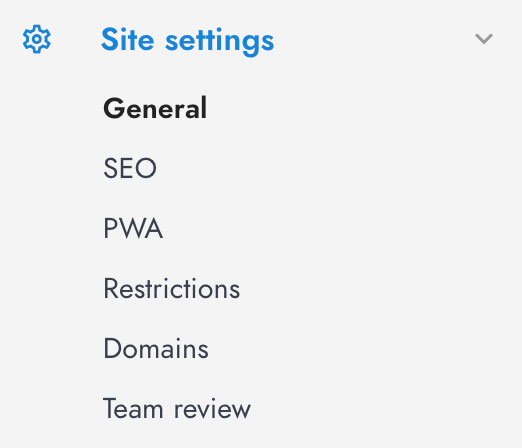 Site settings
General
SEO
PWA
Restrictions
Domains
Team review